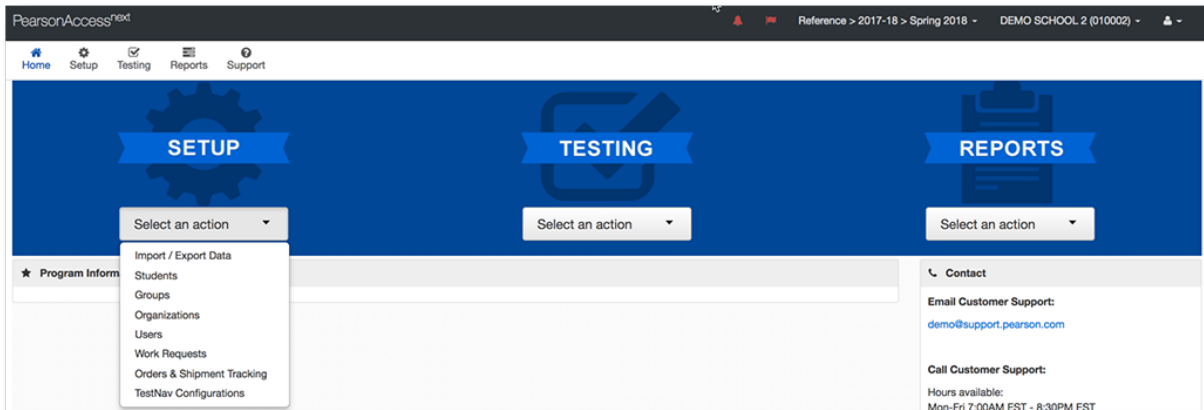 PearsonAccessnext
Reference > 2017-18 > Spring 2018
DEMO SCHOOL 2 (010002)
Home
Setup
Testing
Reports
Support
SETUP
TESTING
REPORTS
Select an action
Select an action
Select an action
Import / Export Data
Students
Groups
Organizations
Users
Work Requests
Orders & Shipment Tracking
TestNav Configurations
Program Inform
Contact
Email Customer Support:
demo@support.pearson.com
Call Customer Support:
Hours available:
Mon-Fri 7:00AM EST - 8:30PM EST